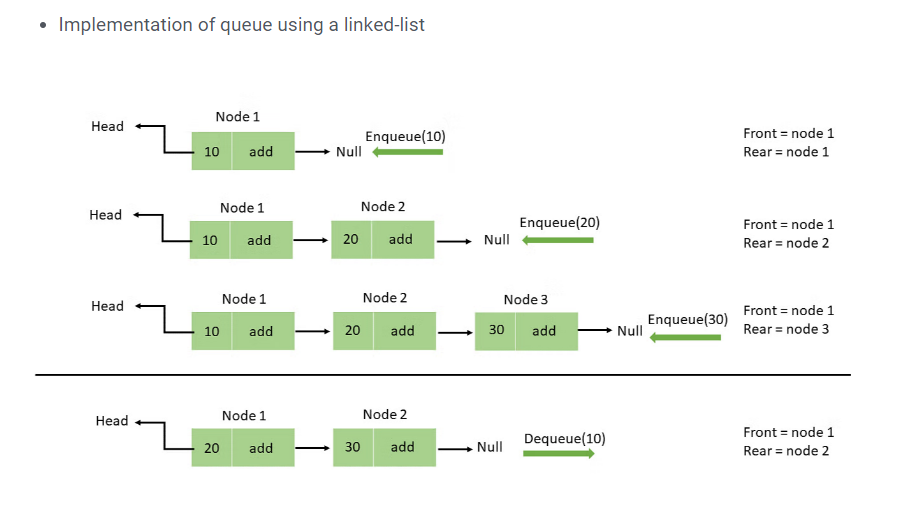 Implementation of queue using a linked-list
Node 1
Head
Enqueue(10)
10 add Null
Front = node 1
Rear = node 1
Node 1 Node 2
Head
Enqueue(20)
10 add 20 add Null
Front = node 1
Rear = node 2
Node 1 Node 2 Node 3
Head
Enqueue(30)
10 add 20 add 30 add Null
Front = node 1
Rear = node 3
Node 1 Node 2
Head
Dequeue(10)
20 add 30 add Null
Front = node 1
Rear = node 2